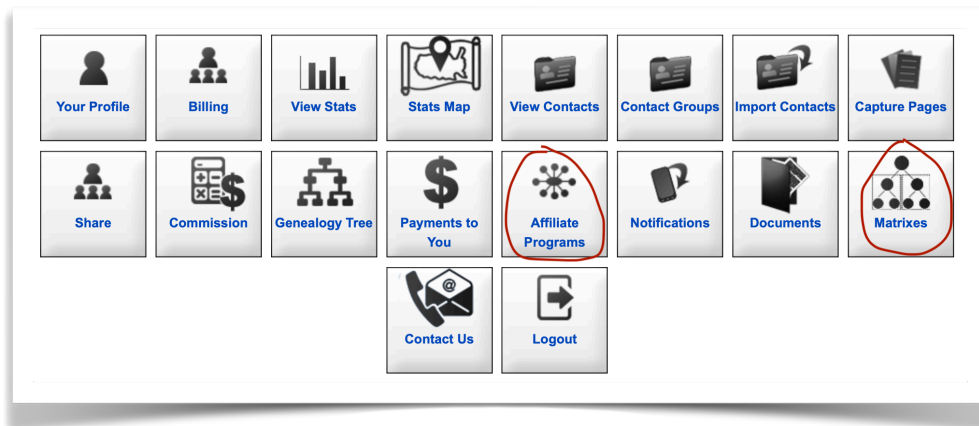 Your Profile
Billing
View Stats
Stats Map
View Contacts
Contact Groups
Import Contacts
Capture Pages
Share
Commission
Genealogy Tree
Payments to
You
Affiliate
Programs
Notifications
Documents
Matrixes
@
Contact Us
Logout